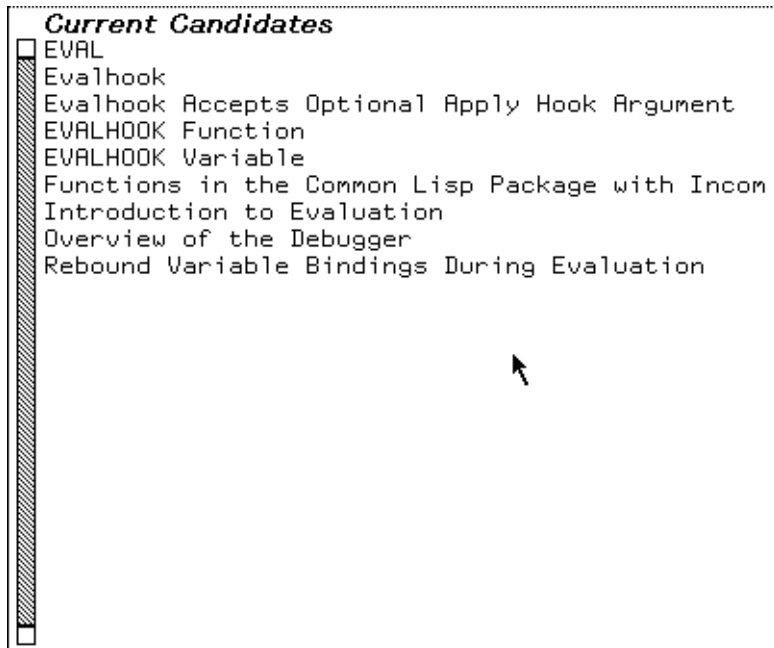 Current Candidates
EVAL
Evalhook
Evalhook Accepts Optional Apply Hook Argument
EVALHOOK Function
EVALHOOK Variable
Functions in the Common Lisp Package with Incom
Introduction to Evaluation
Overview of the Debugger
Rebound Variable Bindings During Evaluation